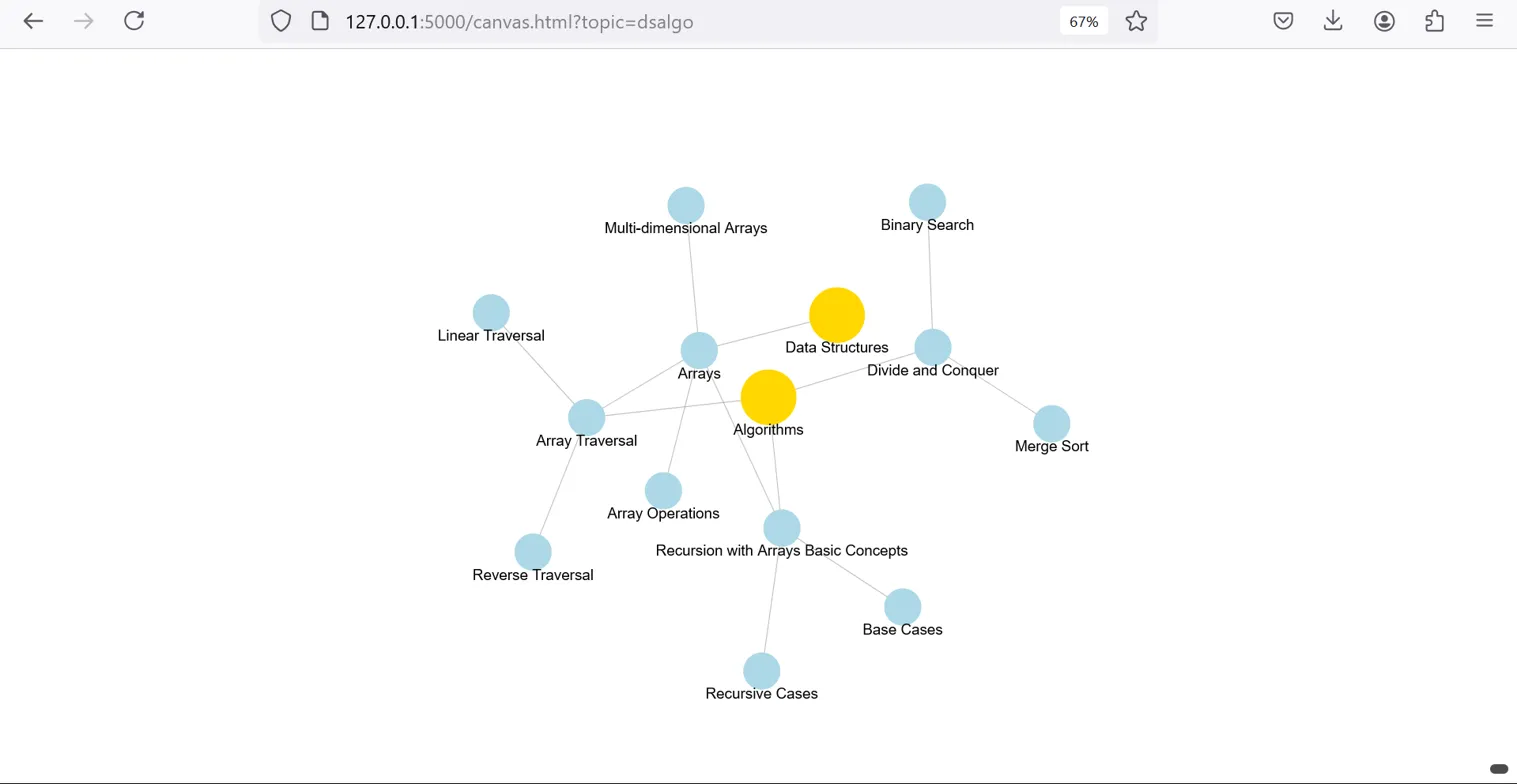 127.0.0.1:5000/canvas.html?topic=dsalgo
67%
Multi-dimensional Arrays
Binary Search
Linear Traversal
Data Structures
Arrays
Divide and Conquer
Algorithms
Array Traversal
Merge Sort
Array Operations
Recursion with Arrays Basic Concepts
Reverse Traversal
Base Cases
Recursive Cases